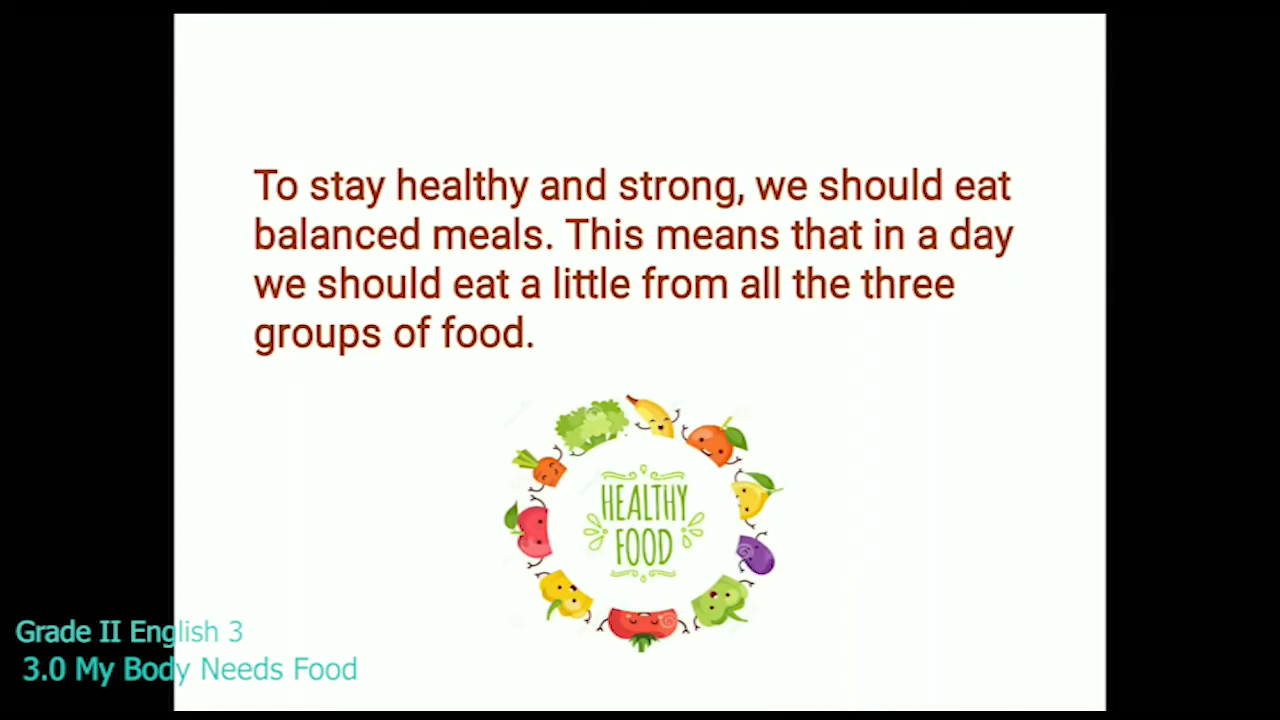 To stay healthy and strong, we should eat
balanced meals. This means that in a day
we should eat a little from all the three
groups of food.
HEALTHY
FOOD
Grade II English 3
3.0 My Body Needs Food